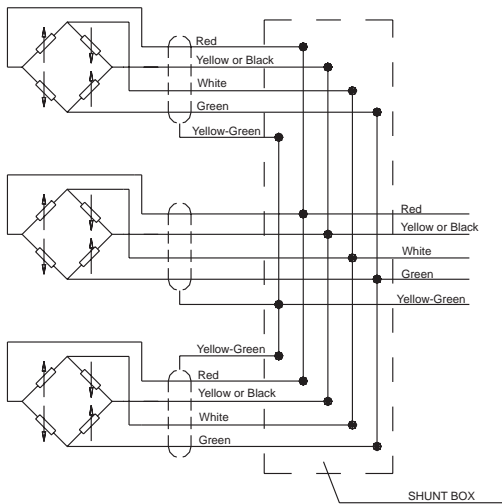 Red
Yellow or Black
White
Green
Yellow-Green
Red
Yellow or Black
White
Green
Yellow-Green
Yellow-Green
Red
Yellow or Black
White
Green
SHUNT BOX